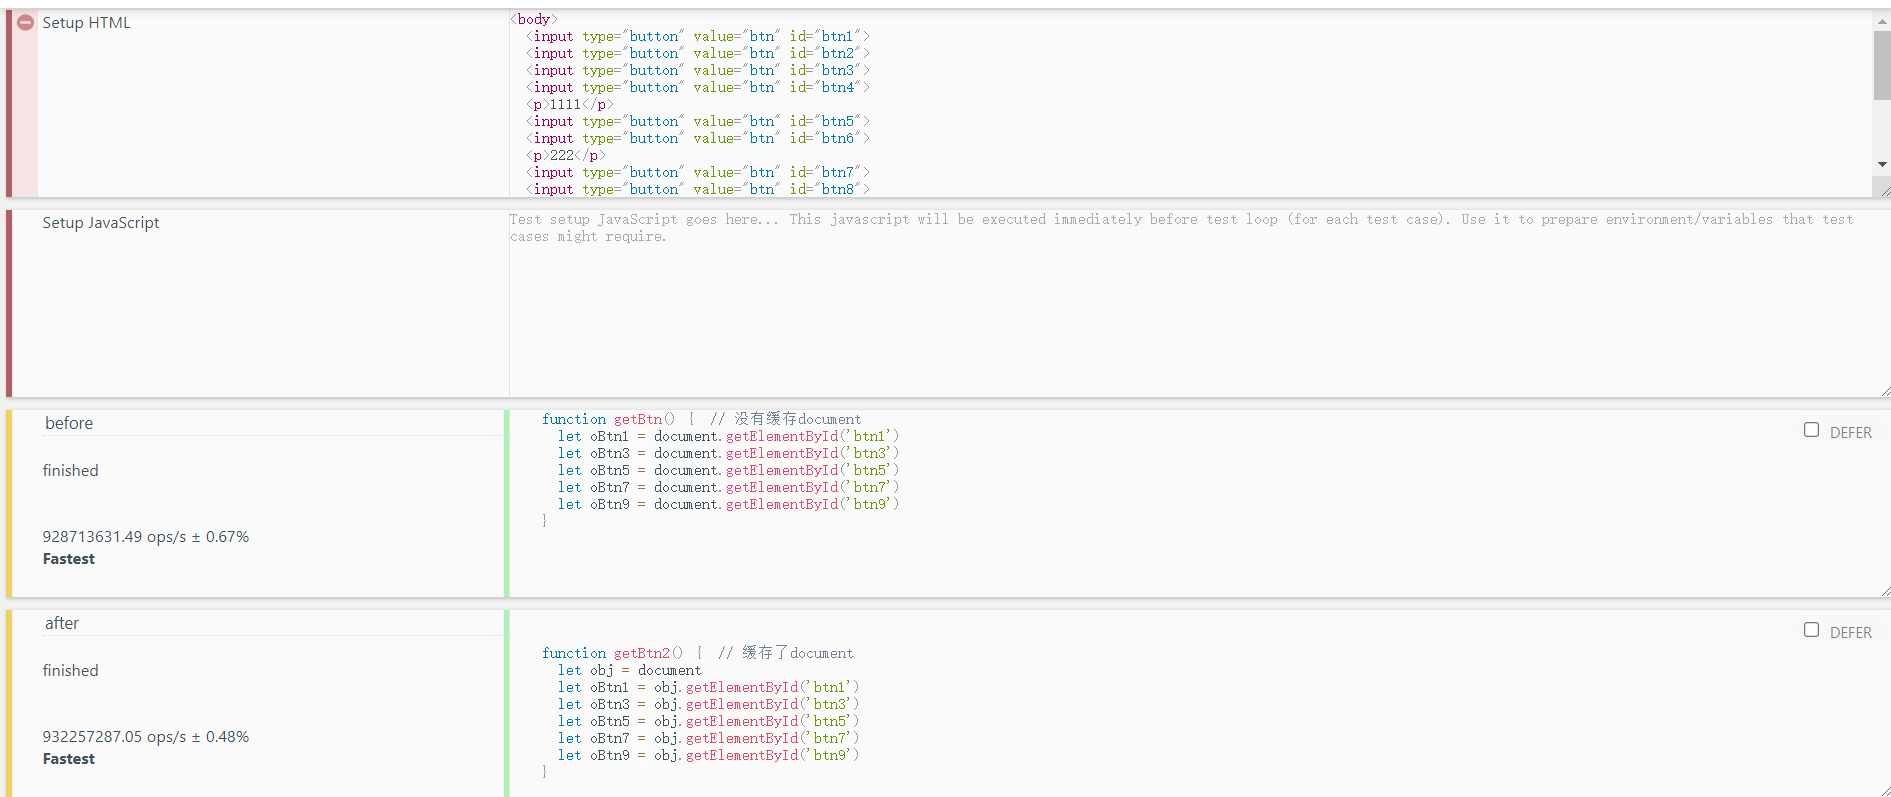 Setup HTML
<body>
<input type="button" value="btn" id="btn1">
<input type="button" value="btn" id="btn2">
<input type="button" value="btn" id="btn3">
<input type="button" value="btn" id="btn4">
<p>1111</p>
<input type="button" value="btn" id="btn5">
<input type="button" value="btn" id="btn6">
<p>222</p>
<input type="button" value="btn" id="btn7">
<input type="button" value="btn" id="btn8">
Setup JavaScript
Test setup JavaScript goes here... This javascript will be executed immediately before test loop (for each test case). Use it to prepare environment/variables that test
cases might require.
before
finished
928713631.49 ops/s ± 0.67%
Fastest
function getBtn() {  // 没有缓存document
let oBtn1 = document.getElementById('btn1')
let oBtn3 = document.getElementById('btn3')
let oBtn5 = document.getElementById('btn5')
let oBtn7 = document.getElementById('btn7')
let oBtn9 = document.getElementById('btn9')
}
DEFER
after
finished
932257287.05 ops/s ± 0.48%
Fastest
function getBtn2() {  // 缓存了document
let obj = document
let oBtn1 = obj.getElementById('btn1')
let oBtn3 = obj.getElementById('btn3')
let oBtn5 = obj.getElementById('btn5')
let oBtn7 = obj.getElementById('btn7')
let oBtn9 = obj.getElementById('btn9')
}
DEFER